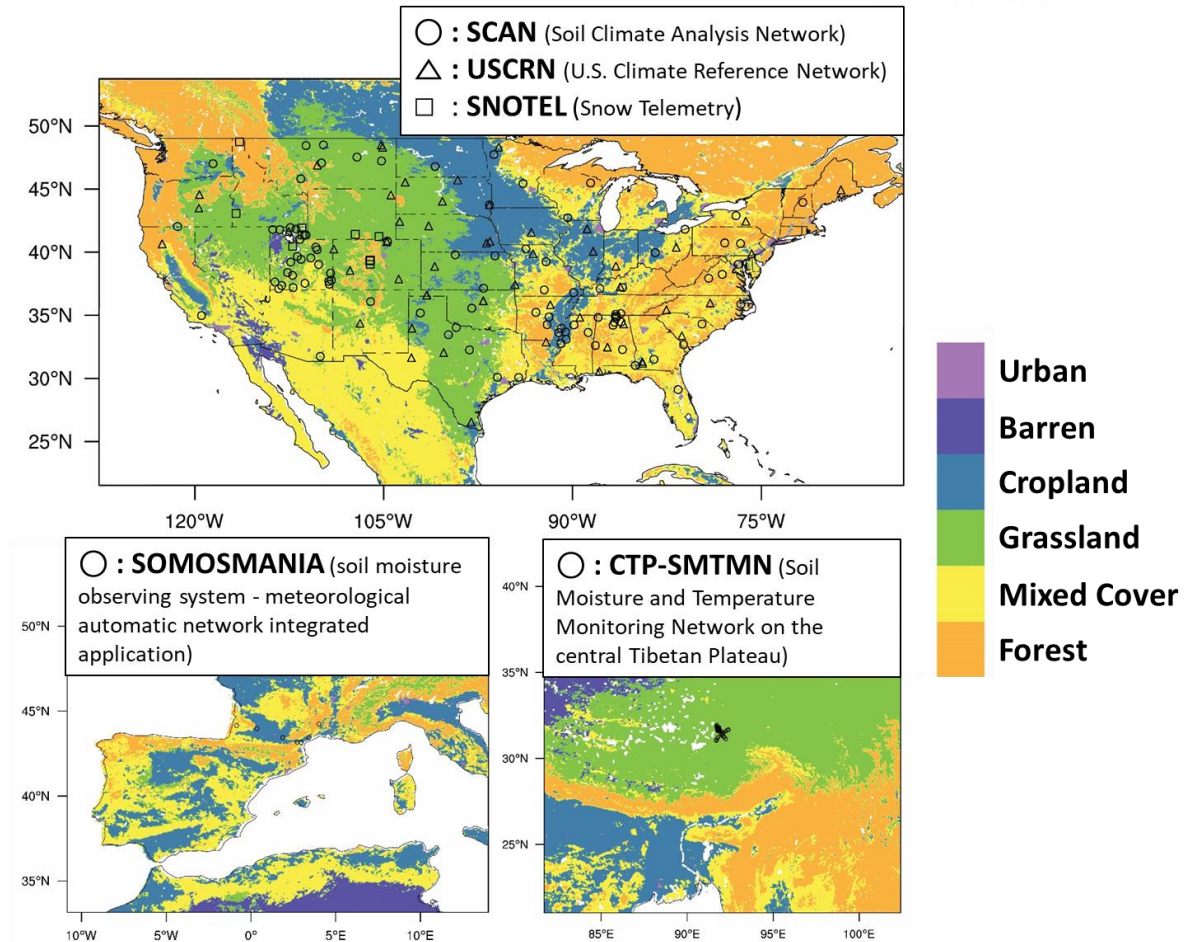 ◯ : SCAN (Soil Climate Analysis Network)
△ : USCRN (U.S. Climate Reference Network)
□ : SNOTEL (Snow Telemetry)
50°N
45°N
40°N
35°N
30°N
25°N
120°W 105°W 90°W 75°W
Urban
Barren
Cropland
Grassland
Mixed Cover
Forest
◯ : SOMOSMANIA (soil moisture
observing system - meteorological
automatic network integrated
application)
50°N
45°N
40°N
35°N
10°W 5°W 0° 5°E 10°E
◯ : CTP-SMTMN (Soil
Moisture and Temperature
Monitoring Network on the
central Tibetan Plateau)
40°N
35°N
30°N
25°N
85°E 90°E 95°E 100°E